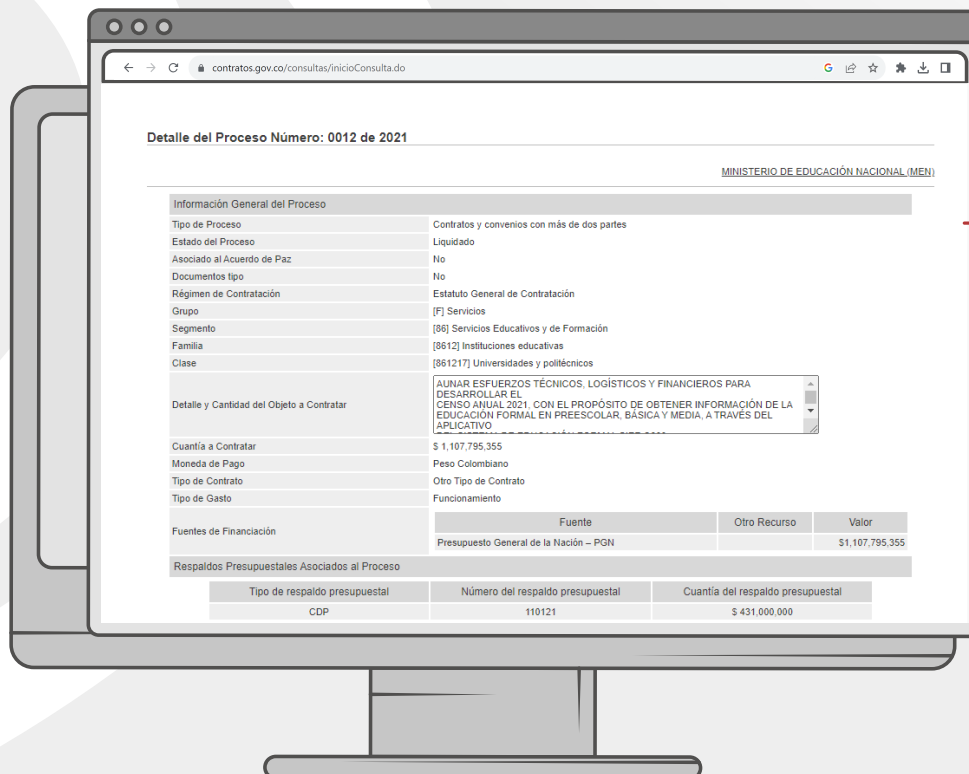 contratos.gov.co/consultas/inicioConsulta.do
Detalle del Proceso Número: 0012 de 2021
MINISTERIO DE EDUCACIÓN NACIONAL (MEN)
Información General del Proceso
Tipo de Proceso Contratos y convenios con más de dos partes
Estado del Proceso Liquidado
Asociado al Acuerdo de Paz No
Documentos tipo No
Régimen de Contratación Estatuto General de Contratación
Grupo [F] Servicios
Segmento [86] Servicios Educativos y de Formación
Familia [8612] Instituciones educativas
Clase [861217] Universidades y politécnicos
Detalle y Cantidad del Objeto a Contratar
AUNAR ESFUERZOS TÉCNICOS, LOGÍSTICOS Y FINANCIEROS PARA
DESARROLLAR EL
CENSO ANUAL 2021, CON EL PROPÓSITO DE OBTENER INFORMACIÓN DE LA
EDUCACIÓN FORMAL EN PREESCOLAR, BÁSICA Y MEDIA, A TRAVÉS DEL
APLICATIVO
Cuantía a Contratar $ 1,107,795,355
Moneda de Pago Peso Colombiano
Tipo de Contrato Otro Tipo de Contrato
Tipo de Gasto Funcionamiento
Fuentes de Financiación
Fuente Otro Recurso Valor
Presupuesto General de la Nación – PGN $1,107,795,355
Respaldos Presupuestales Asociados al Proceso
Tipo de respaldo presupuestal Número del respaldo presupuestal Cuantía del respaldo presupuestal
CDP 110121 $ 431,000,000